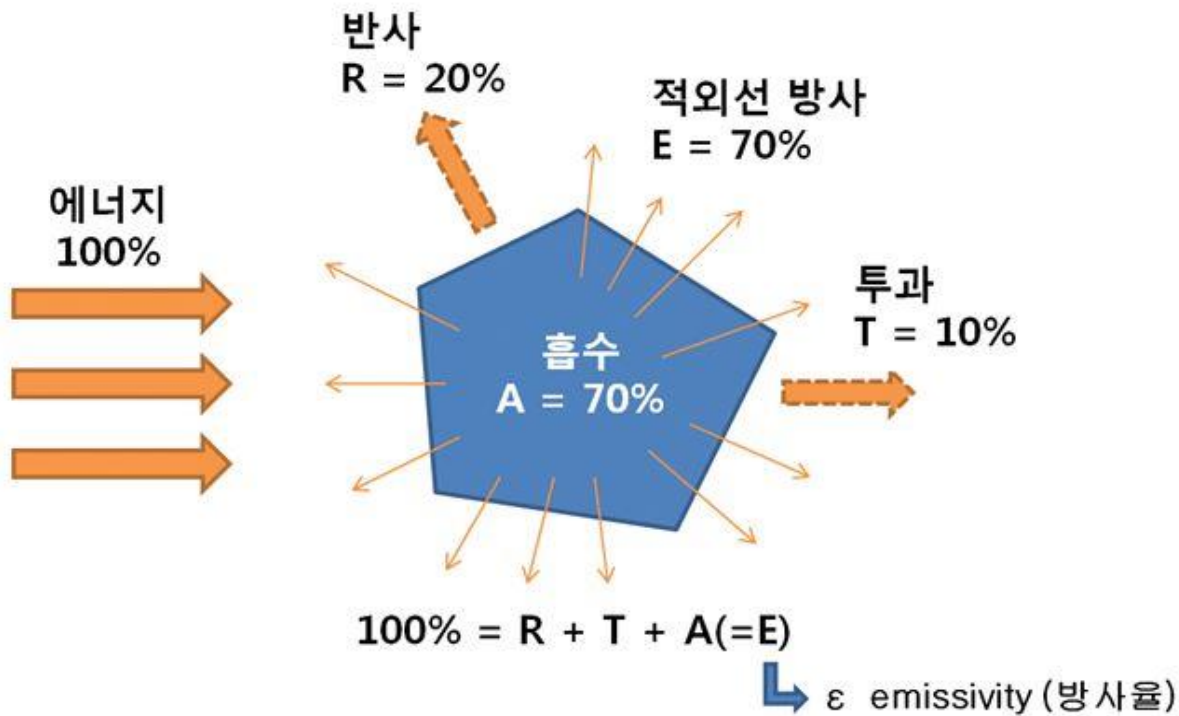 반사
R = 20%
적외선 방사
E = 70%
에너지
100%
투과
T = 10%
흡수
A = 70%
100% = R + T + A(=E)
ε emissivity (방사율)